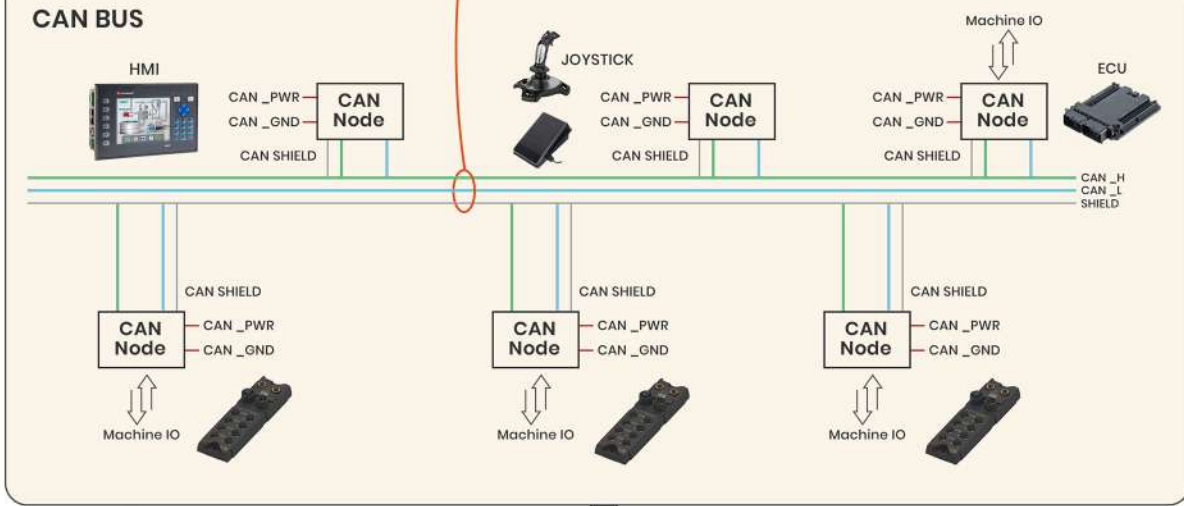 CAN BUS
HMI
CAN _PWR
CAN _GND
CAN
Node
CAN SHIELD
JOYSTICK
CAN _PWR
CAN _GND
CAN
Node
CAN SHIELD
Machine IO
CAN _PWR
CAN _GND
CAN
Node
CAN SHIELD
ECU
CAN _H
CAN _L
SHIELD
CAN SHIELD
CAN
Node
CAN _PWR
CAN _GND
Machine IO
CAN SHIELD
CAN
Node
CAN _PWR
CAN _GND
Machine IO
CAN SHIELD
CAN
Node
CAN _PWR
CAN _GND
Machine IO